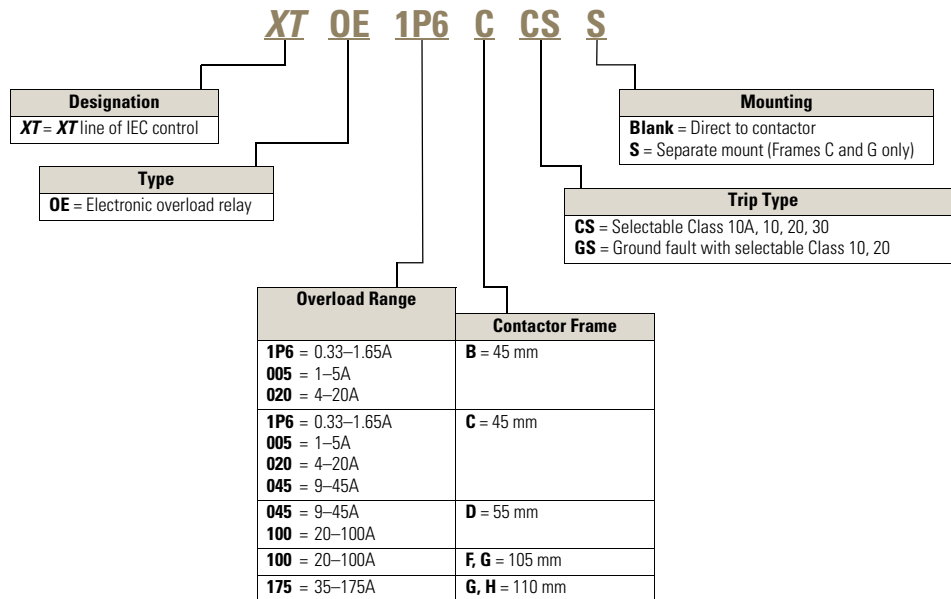 XT OE 1P6 C CS S
Designation
XT = XT line of IEC control
Type
OE = Electronic overload relay
Mounting
Blank = Direct to contactor
S = Separate mount (Frames C and G only)
Trip Type
CS = Selectable Class 10A, 10, 20, 30
GS = Ground fault with selectable Class 10, 20
Overload Range
Contactor Frame
1P6 = 0.33–1.65A
005 = 1–5A
020 = 4–20A
B = 45 mm
1P6 = 0.33–1.65A
005 = 1–5A
020 = 4–20A
045 = 9–45A
C = 45 mm
045 = 9–45A
100 = 20–100A
D = 55 mm
100 = 20–100A
F, G = 105 mm
175 = 35–175A
G, H = 110 mm